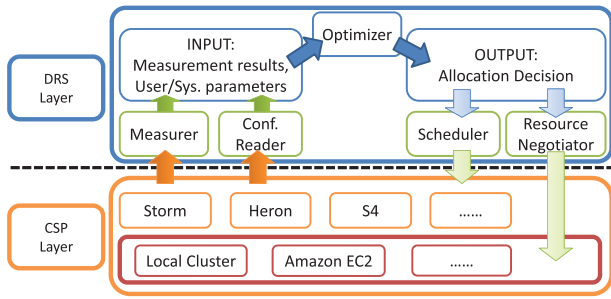 DRS
Layer
INPUT:
Measurement results,
User/Sys. parameters
Optimizer
OUTPUT:
Allocation Decision
Measurer
Conf.
Reader
Scheduler
Resource
Negotiator
CSP
Layer
Storm
Heron
S4
......
Local Cluster
Amazon EC2
......